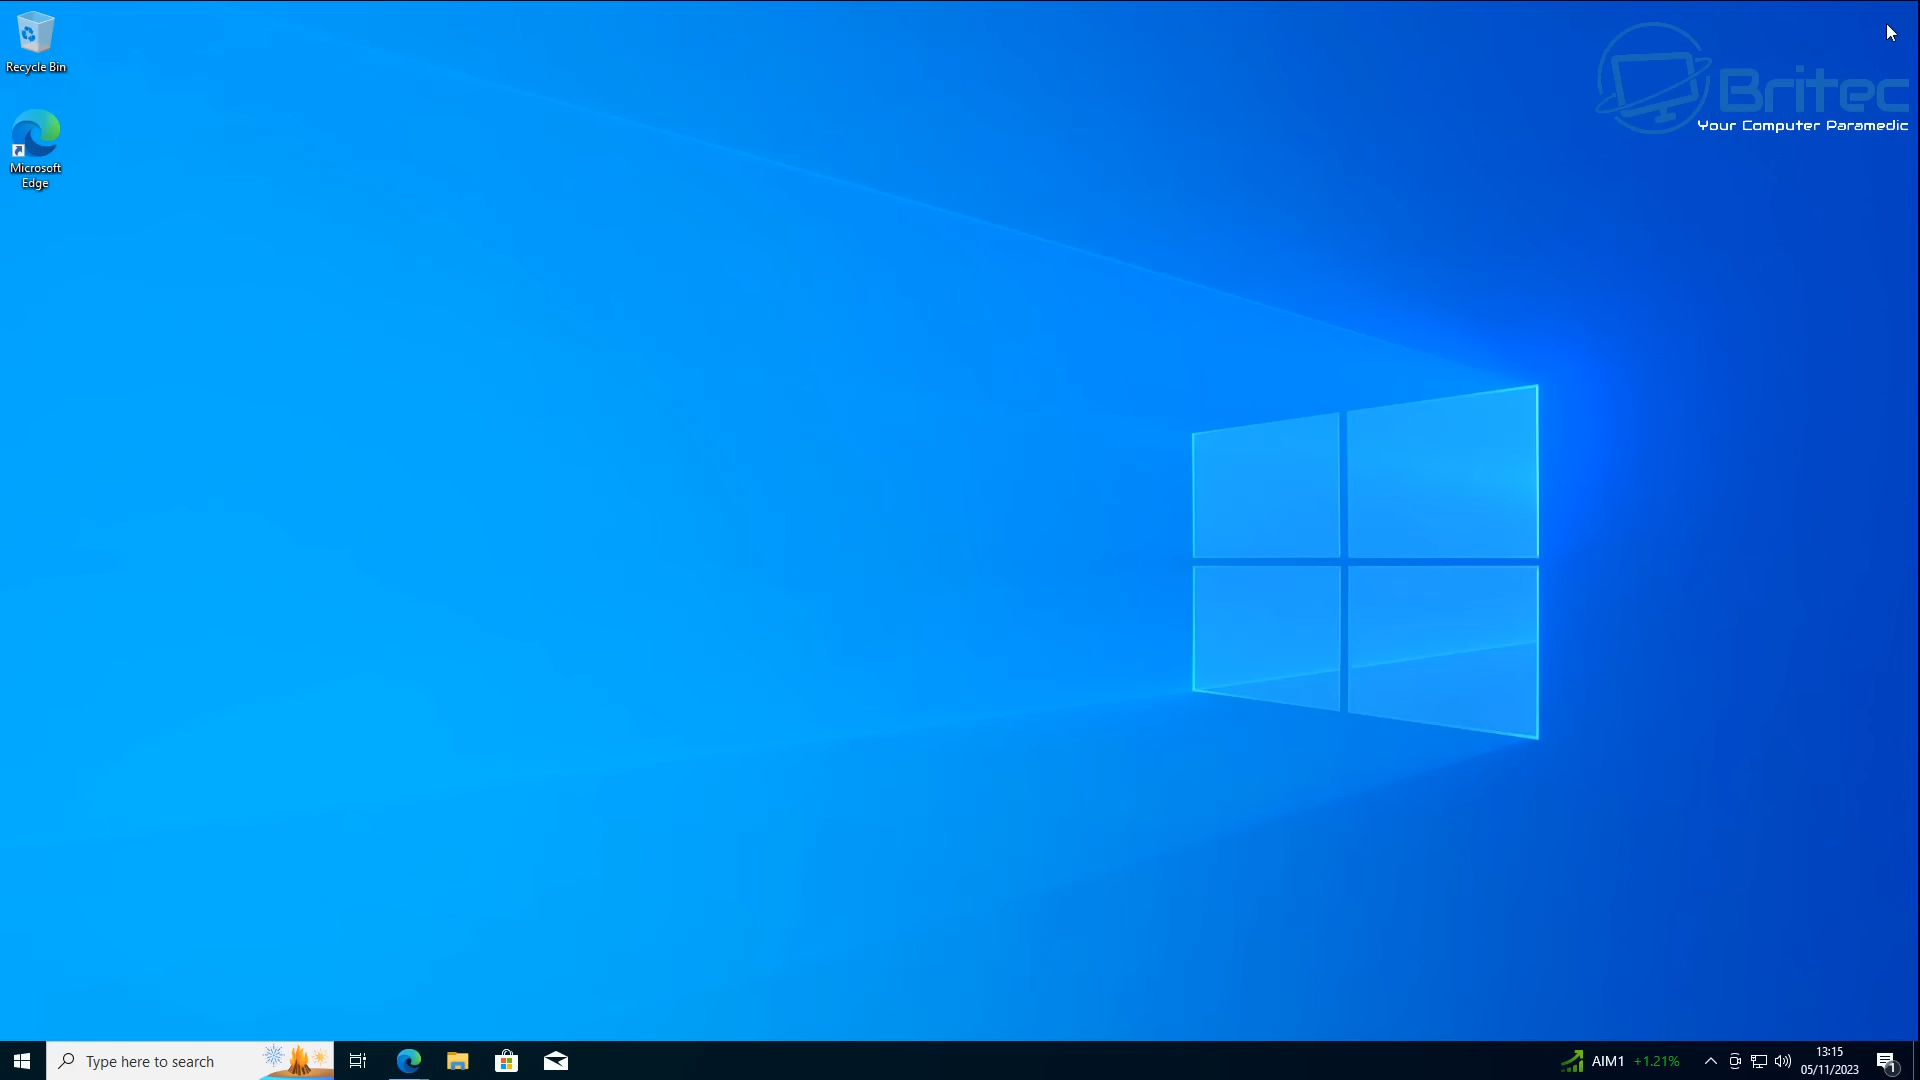 Recycle Bin
Microsoft
Edge
Britec
Your Computer Paramedic
Type here to search
AIM1 +1.21%
13:15
05/11/2023
1